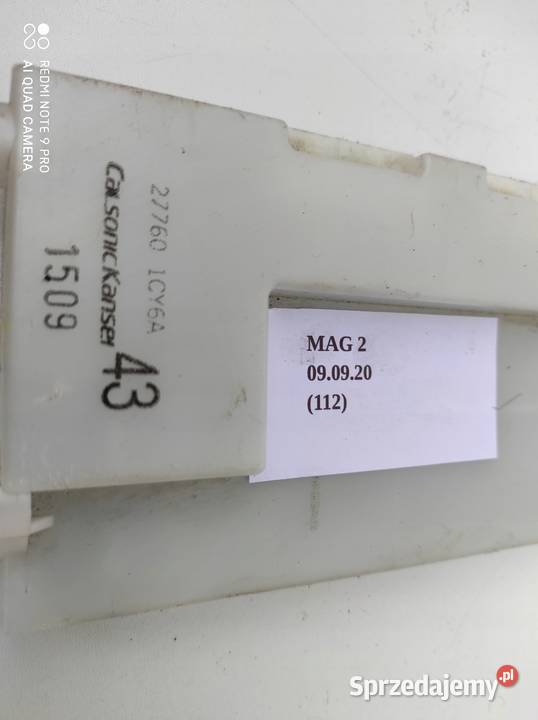 REDMI NOTE 9 PRO
AI QUAD CAMERA
27760 1CY6A
CalsonicKansei
43
1509
MAG 2
09.09.20
(112)
Sprzedajemy.pl